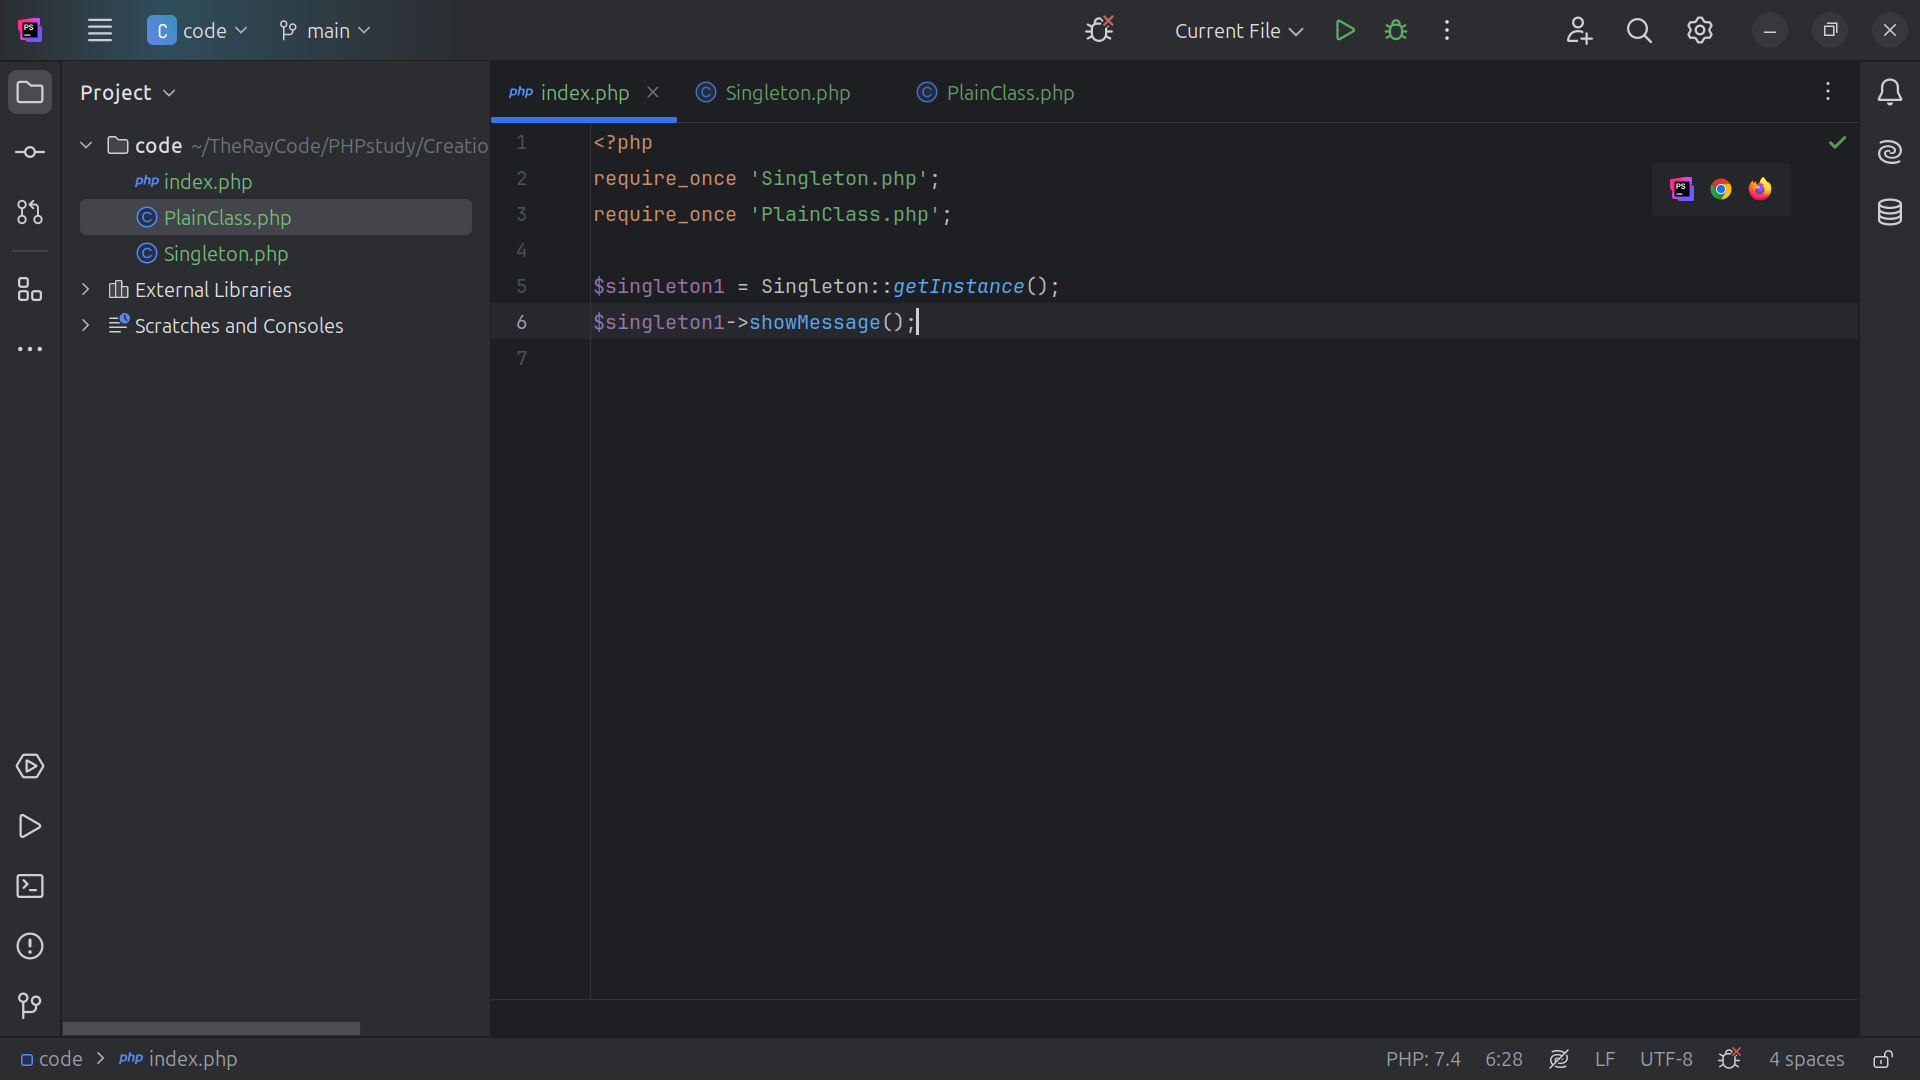 C code main Current File
Project
index.php Singleton.php PlainClass.php
code ~/TheRayCode/PHPstudy/Creatio
php index.php
C PlainClass.php
C Singleton.php
External Libraries
Scratches and Consoles
1 <?php
2 require_once 'Singleton.php';
3 require_once 'PlainClass.php';
4
5 $singleton1 = Singleton::getInstance();
6 $singleton1->showMessage();
7
code > php index.php PHP: 7.4 6:28 LF UTF-8 4 spaces